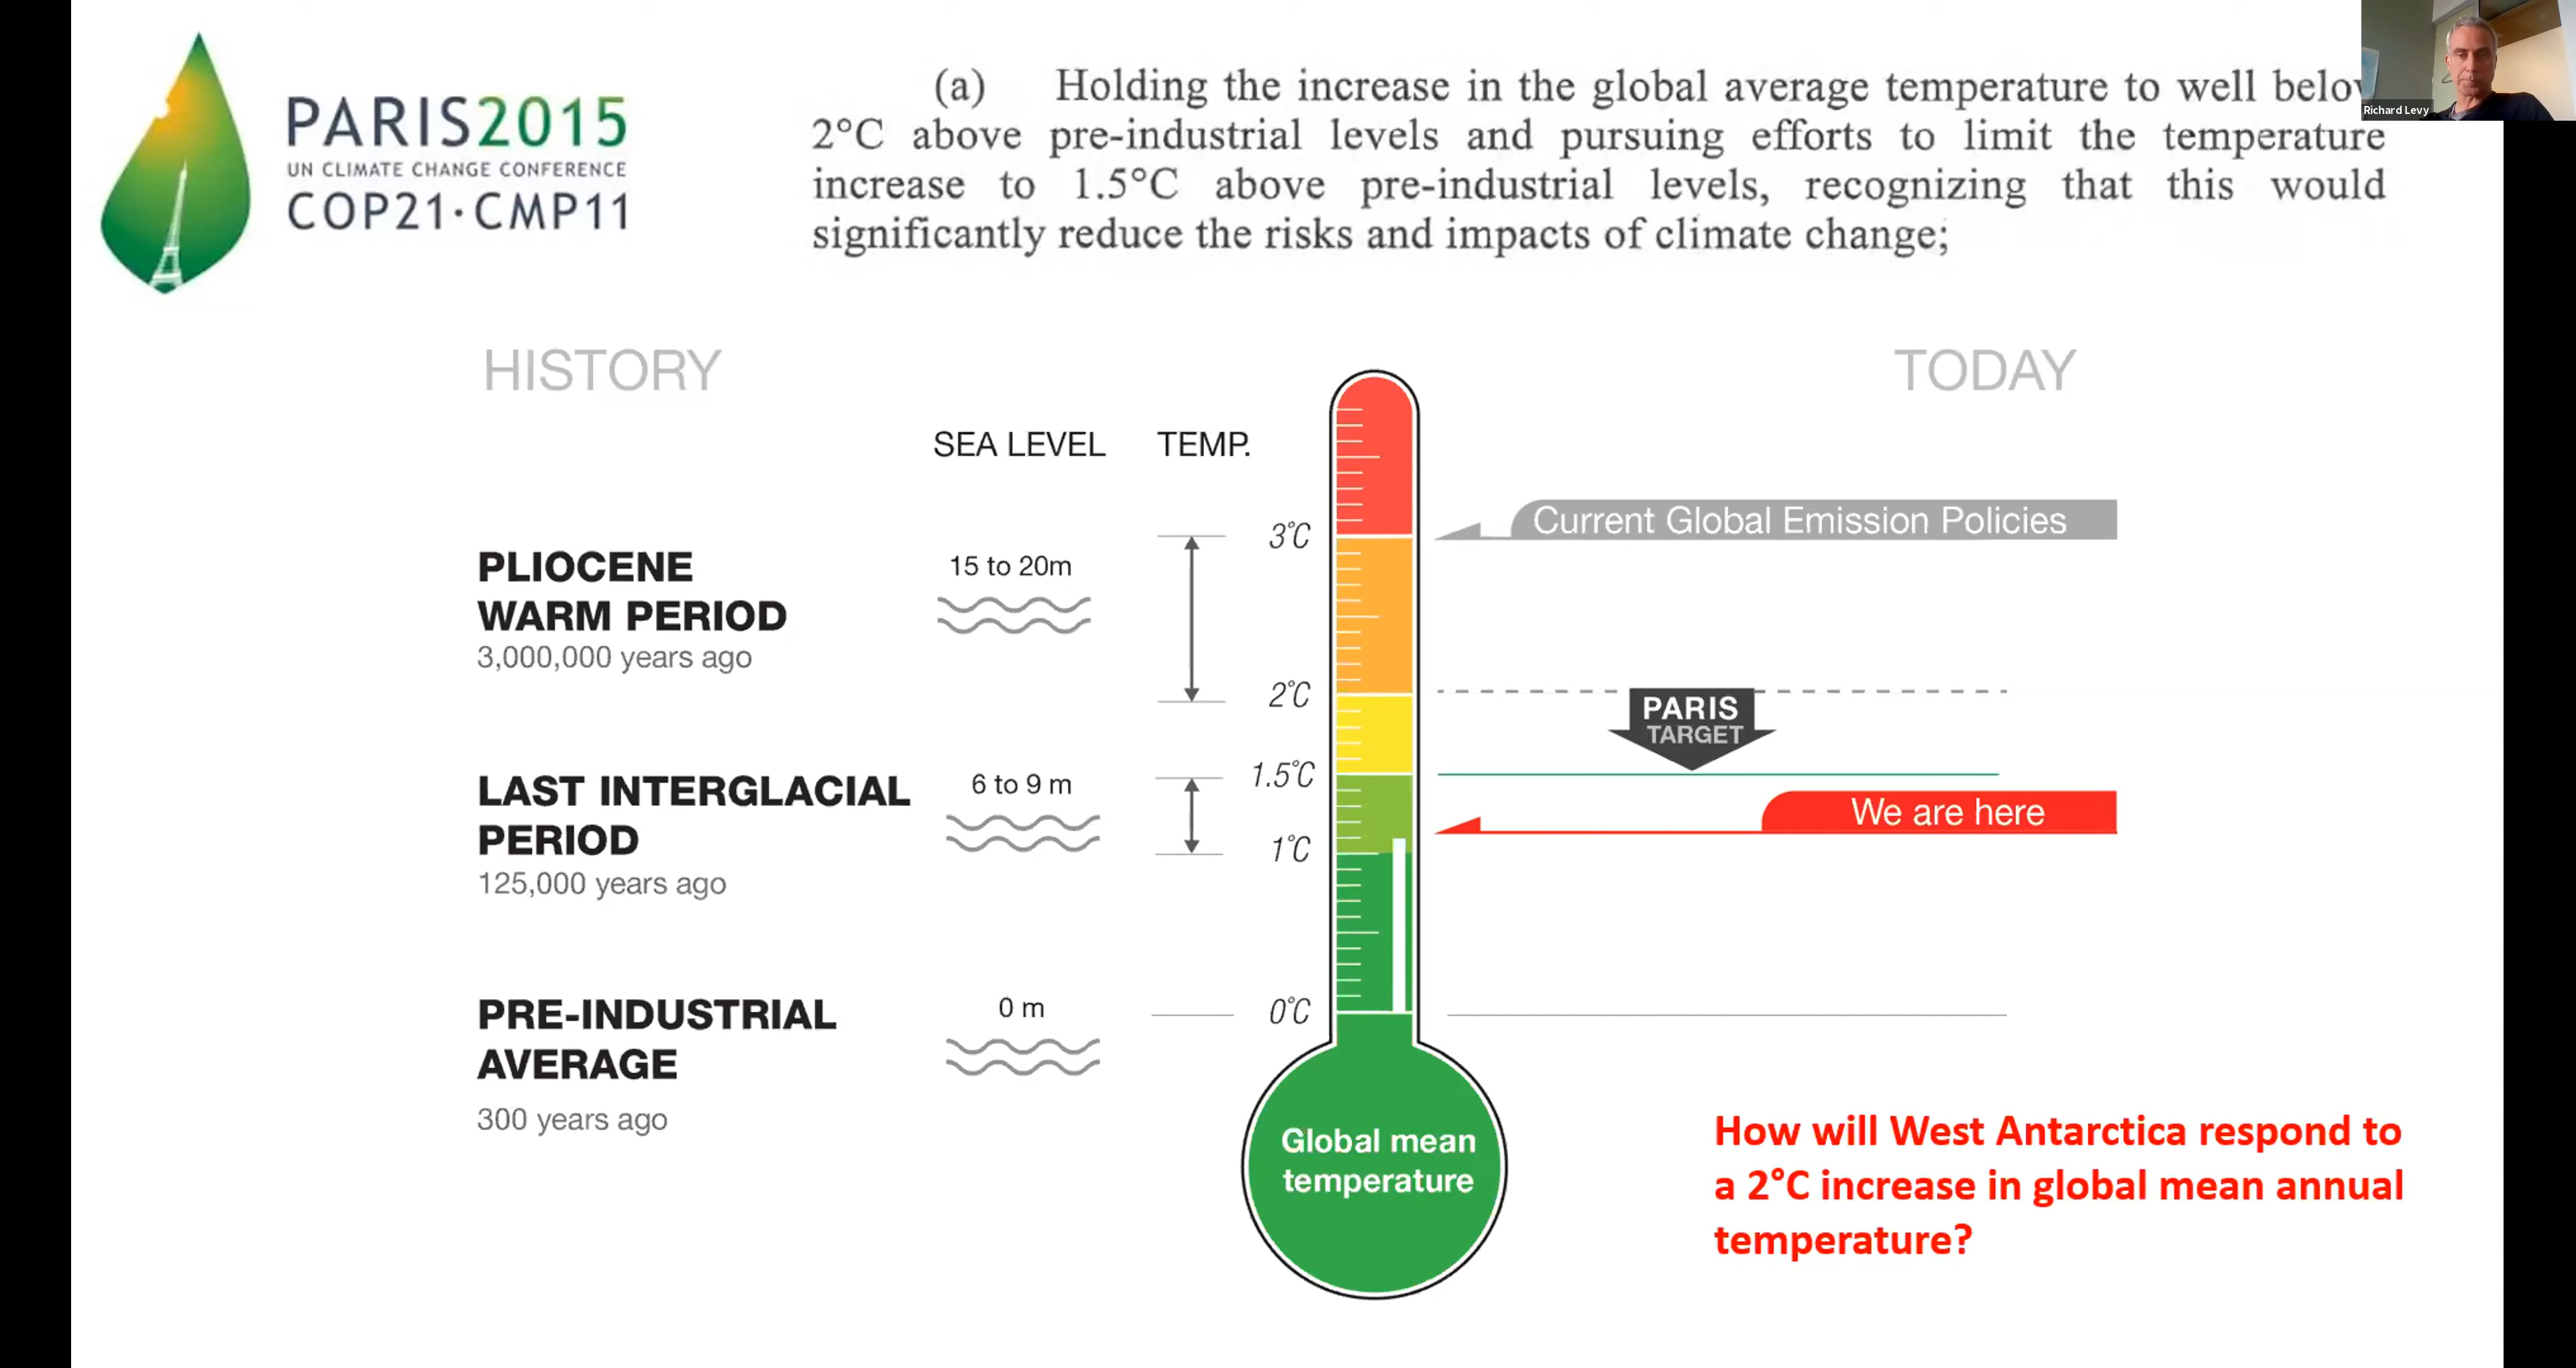 PARIS2015
UN CLIMATE CHANGE CONFERENCE
COP21·CMP11
(a) Holding the increase in the global average temperature to well
2°C above pre-industrial levels and pursuing efforts to limit the temperature
increase to 1.5°C above pre-industrial levels, recognizing that this would
significantly reduce the risks and impacts of climate change;
Richard Levy
HISTORY
TODAY
SEA LEVEL
TEMP.
PLIOCENE
WARM PERIOD
3,000,000 years ago
15 to 20m
LAST INTERGLACIAL
PERIOD
125,000 years ago
6 to 9 m
PRE-INDUSTRIAL
AVERAGE
300 years ago
0 m
3°C
2°C
1.5°C
1°C
0°C
Global mean
temperature
Current Global Emission Policies
PARIS
TARGET
We are here
How will West Antarctica respond to
a 2°C increase in global mean annual
temperature?